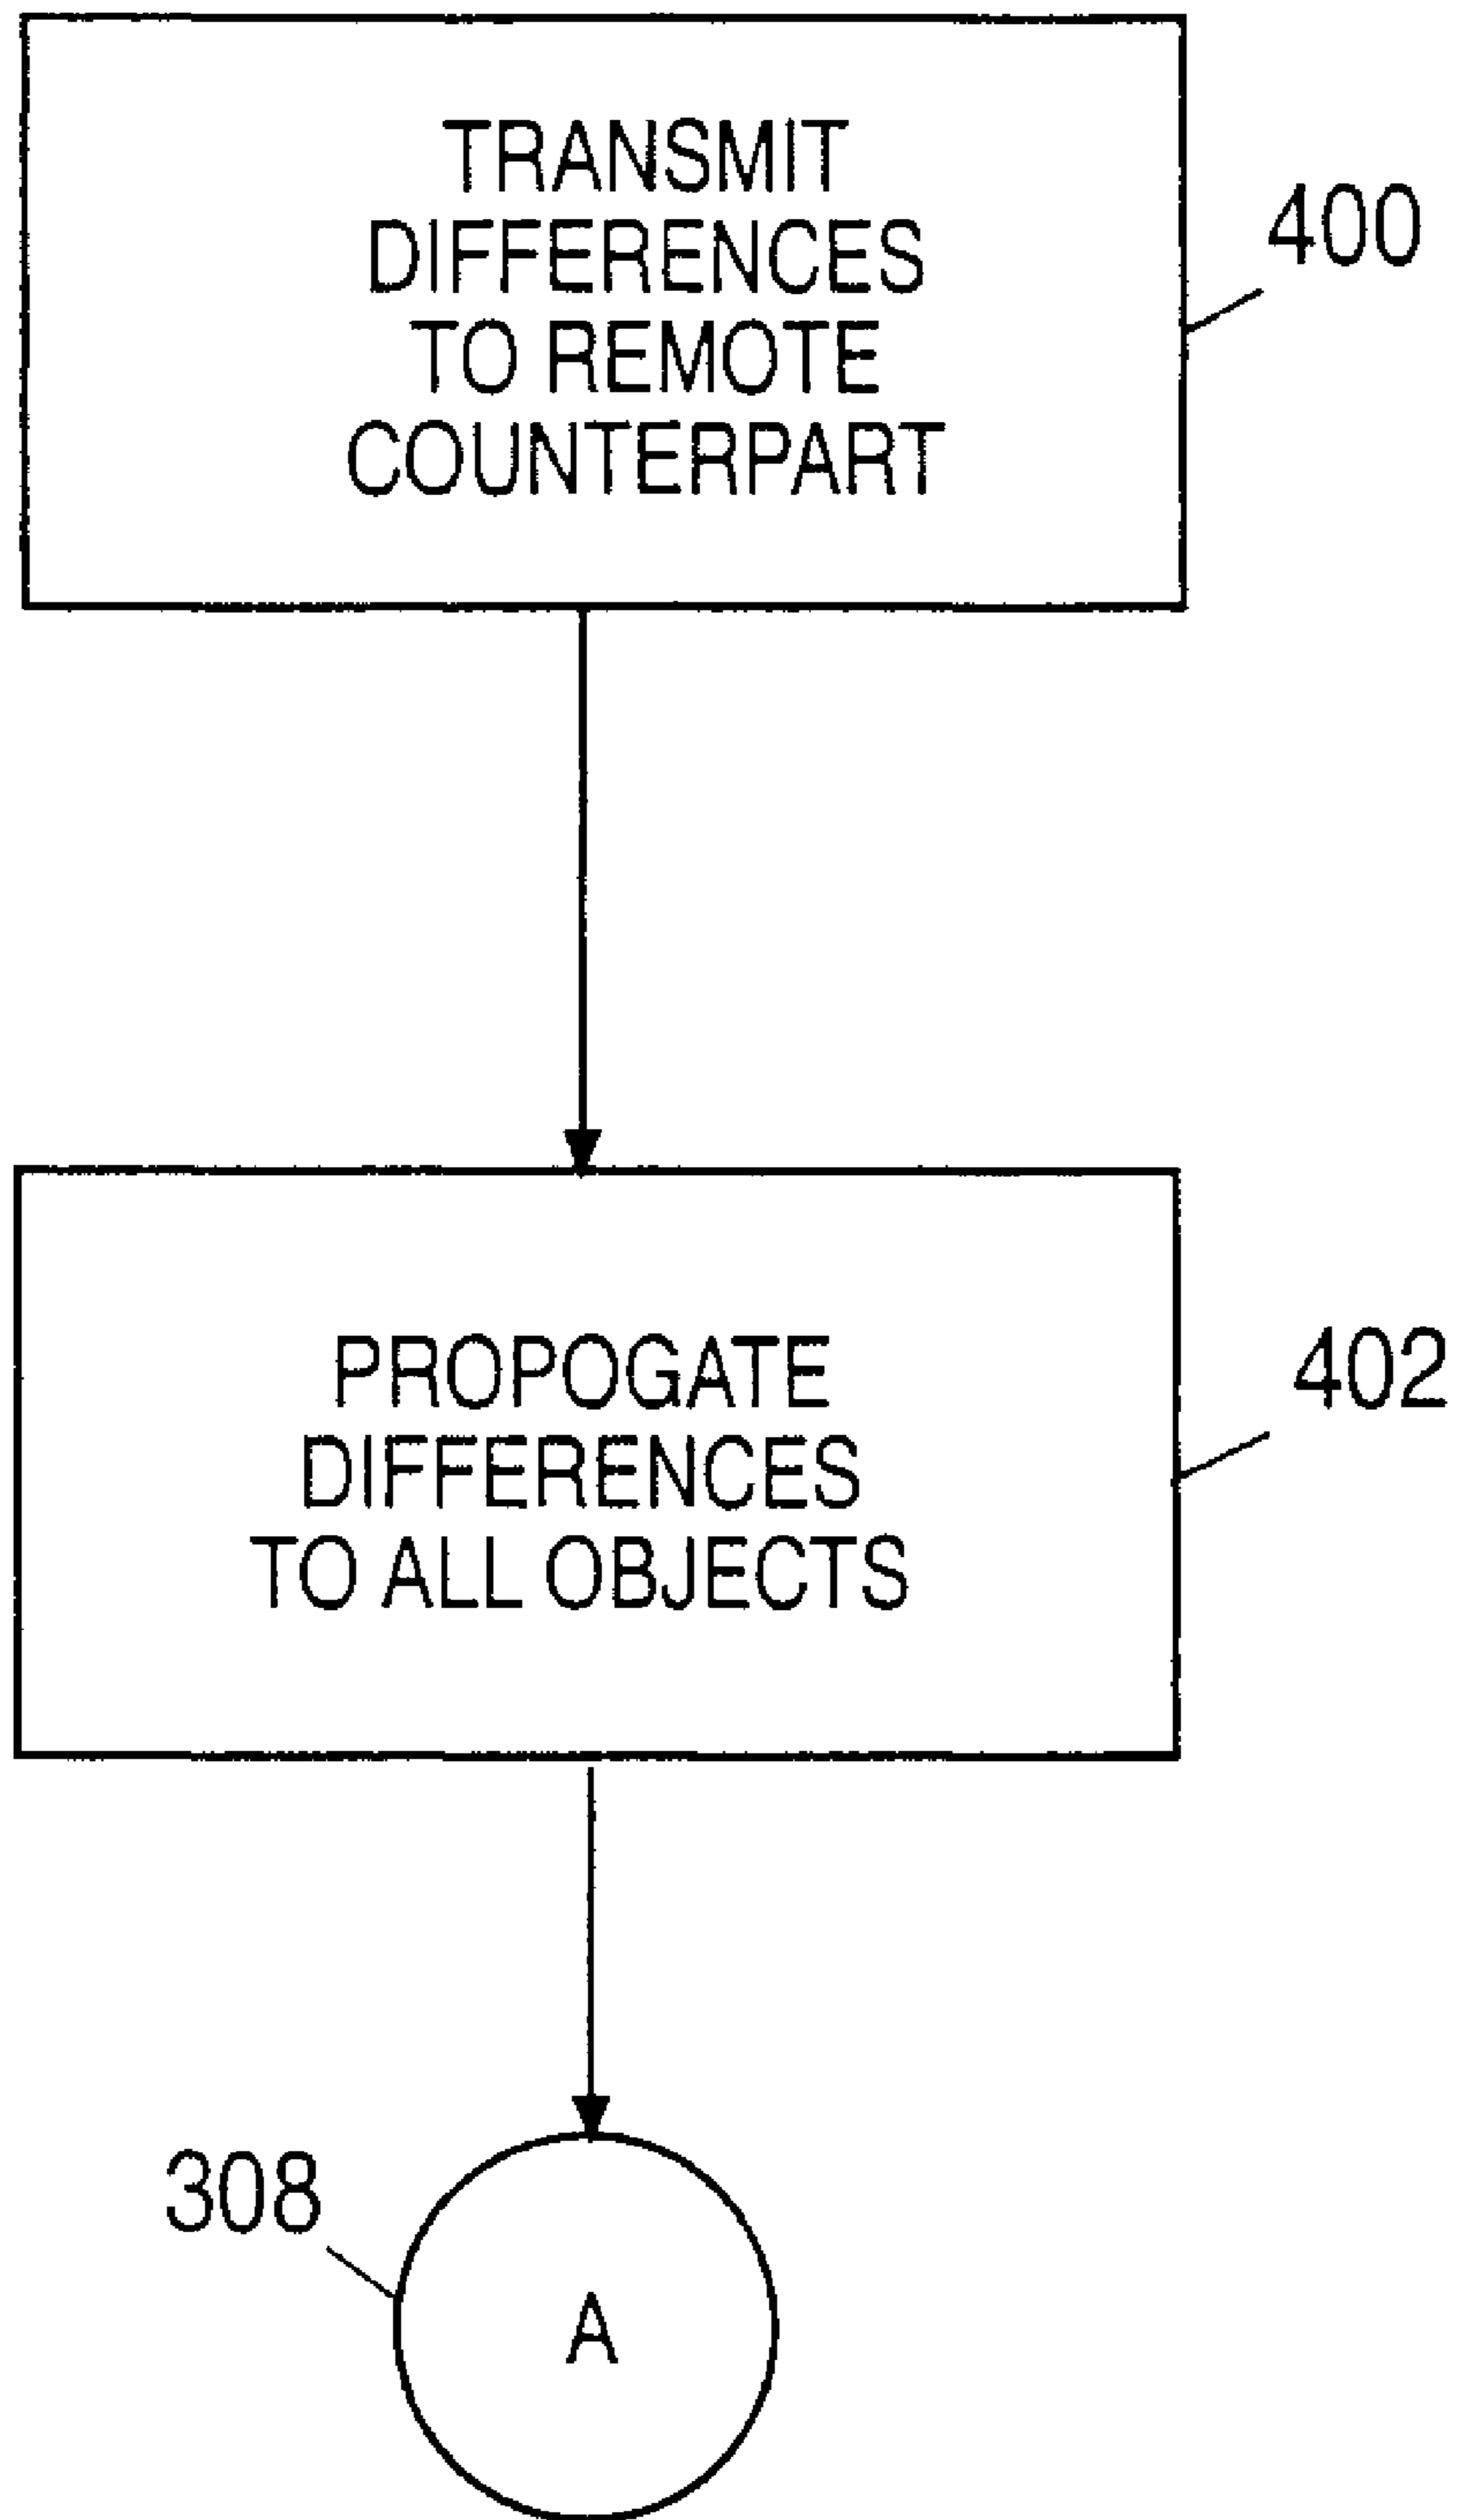 TRANSMIT
DIFFERENCES
TO REMOTE
COUNTERPART
400
PROPOGATE
DIFFERENCES
TO ALL OBJECTS
402
308
A